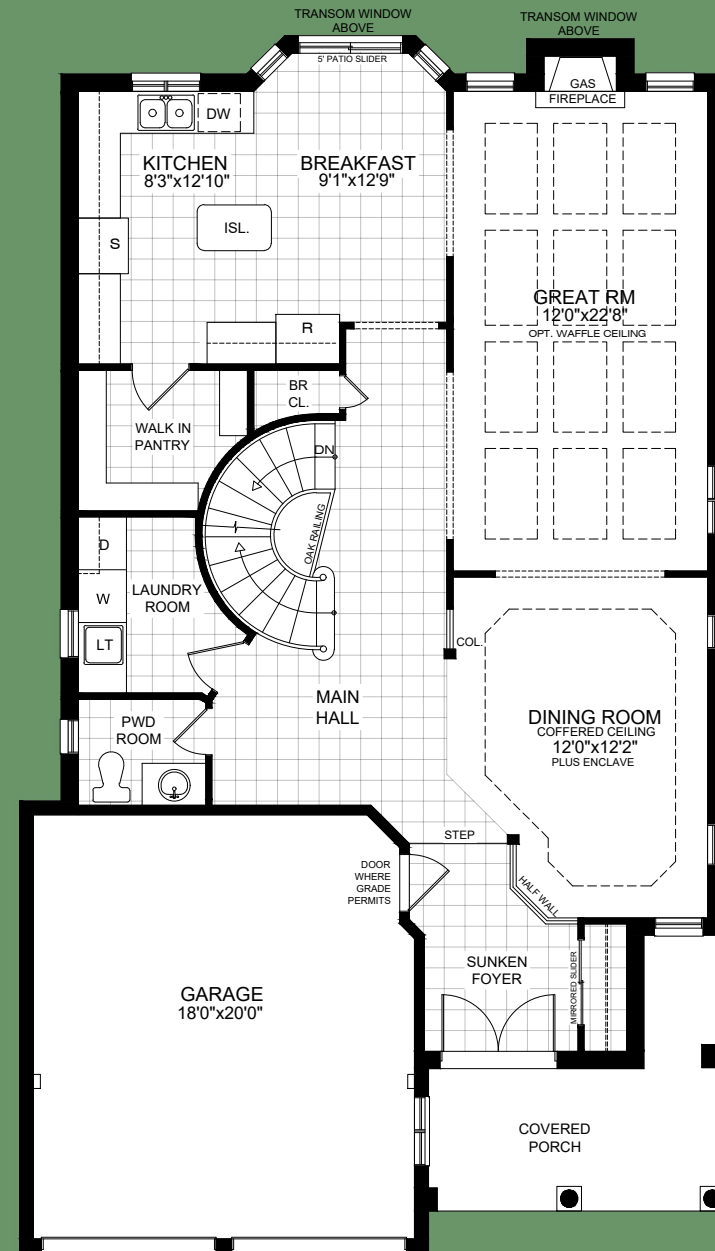 TRANSOM WINDOW
ABOVE
TRANSOM WINDOW
ABOVE
5' PATIO SLIDER
GAS
FIREPLACE
DW
KITCHEN
8'3"x12'10"
BREAKFAST
9'1"x12'9"
ISL.
S
GREAT RM
12'0"x22'8"
OPT. WAFFLE CEILING
R
BR
CL.
WALK IN
PANTRY
DN
OAK RAILING
D
W
LAUNDRY
ROOM
LT
COL.
MAIN
HALL
PWD
ROOM
DINING ROOM
COFFERED CEILING
12'0"x12'2"
PLUS ENCLAVE
STEP
DOOR
WHERE
GRADE
PERMITS
HALF WALL
SUNKEN
FOYER
MIRRORED SLIDER
GARAGE
18'0"x20'0"
COVERED
PORCH